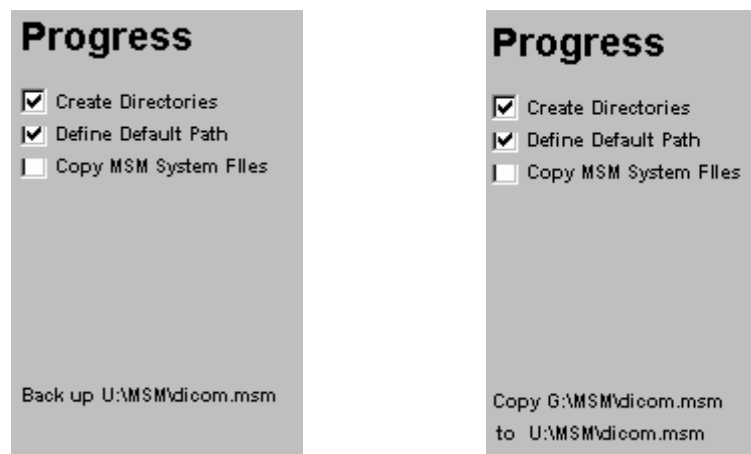 Progress
Create Directories
Define Default Path
Copy MSM System FIles
Back up U:\MSM\dicom.msm
Progress
Create Directories
Define Default Path
Copy MSM System FIles
Copy G:\MSM\dicom.msm
to U:\MSM\dicom.msm